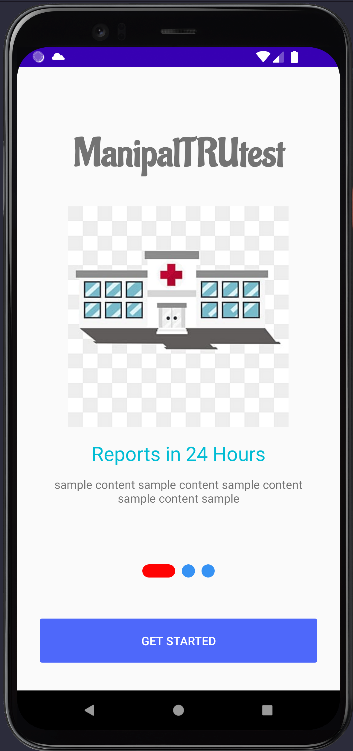 ManipalTRUtest
Reports in 24 Hours
sample content sample content sample content
sample content sample
GET STARTED